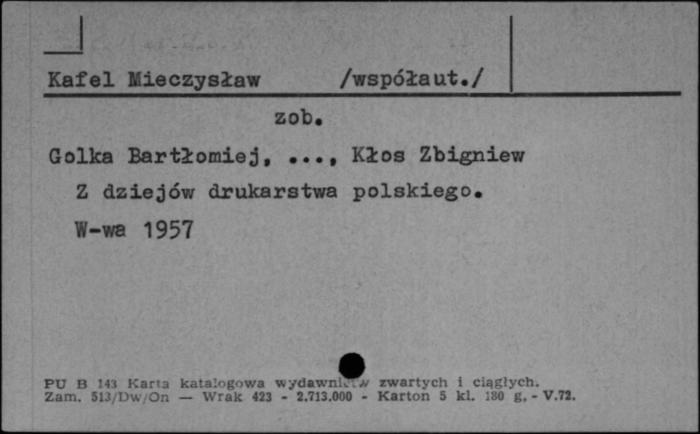 Kafel Mieczysław /współaut./
zob.
Golka Bartłomiej, ..., Kłos Zbigniew
Z dziejów drukarstwa polskiego.
W-wa 1957
PU B 143 Karta katalogowa wydawnictw zwartych i ciągłych.
Zam. 513/Dw/On — Wrak 423 - 2.713.000 - Karton 5 kl. 180 g. - V.72.